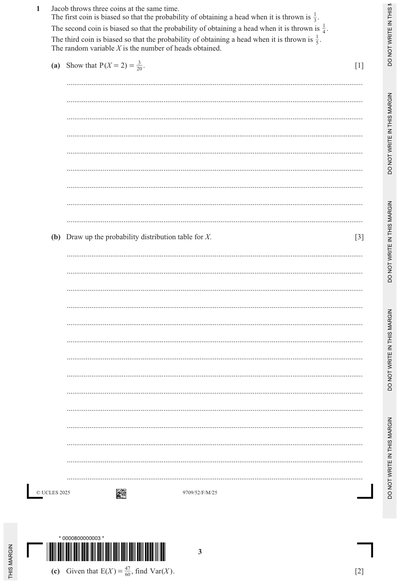 1 Jacob throws three coins at the same time.
The first coin is biased so that the probability of obtaining a head when it is thrown is 1/3.
The second coin is biased so that the probability of obtaining a head when it is thrown is 1/4.
The third coin is biased so that the probability of obtaining a head when it is thrown is 1/5.
The random variable X is the number of heads obtained.
(a) Show that P(X = 2) = 3/20. [1]
(b) Draw up the probability distribution table for X. [3]
© UCLES 2025 9709/52/F/M/25
* 0000800000003 *
3
(c) Given that E(X) = 47/60, find Var(X). [2]
DO NOT WRITE IN THIS M
DO NOT WRITE IN THIS MARGIN
DO NOT WRITE IN THIS MARGIN
DO NOT WRITE IN THIS MARGIN
DO NOT WRITE IN THIS MARGIN
THIS MARGIN